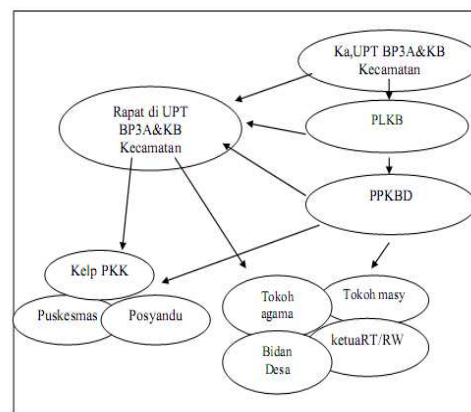 Ka,UPT BP3A&KB
Kecamatan
Rapat di UPT
BP3A&KB
Kecamatan
PLKB
PPKBD
Kelp PKK
Puskesmas
Posyandu
Tokoh
agama
Tokoh masy
Bidan
Desa
ketuaRT/RW